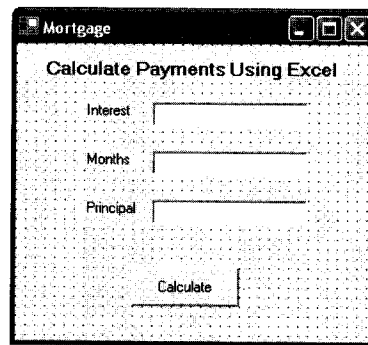 Mortgage
Calculate Payments Using Excel
Interest
Months
Principal
Calculate